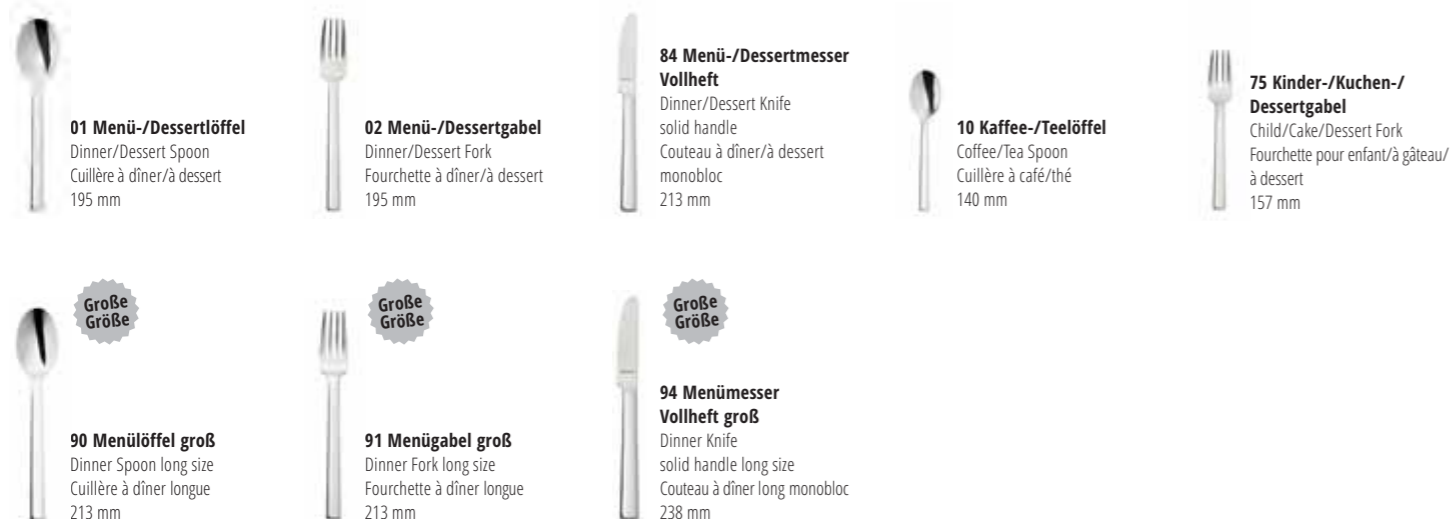 01 Menü-/Dessertlöffel
Dinner/Dessert Spoon
Cuillère à dîner/à dessert
195 mm
02 Menü-/Dessertgabel
Dinner/Dessert Fork
Fourchette à dîner/à dessert
195 mm
84 Menü-/Dessertmesser
Vollheft
Dinner/Dessert Knife
solid handle
Couteau à dîner/à dessert
monobloc
213 mm
10 Kaffee-/Teelöffel
Coffee/Tea Spoon
Cuillère à café/thé
140 mm
75 Kinder-/Kuchen-/
Dessertgabel
Child/Cake/Dessert Fork
Fourchette pour enfant/à gâteau/
à dessert
157 mm
Große
Größe
90 Menülöffel groß
Dinner Spoon long size
Cuillère à dîner longue
213 mm
Große
Größe
91 Menügabel groß
Dinner Fork long size
Fourchette à dîner longue
213 mm
Große
Größe
94 Menümesser
Vollheft groß
Dinner Knife
solid handle long size
Couteau à dîner long monobloc
238 mm